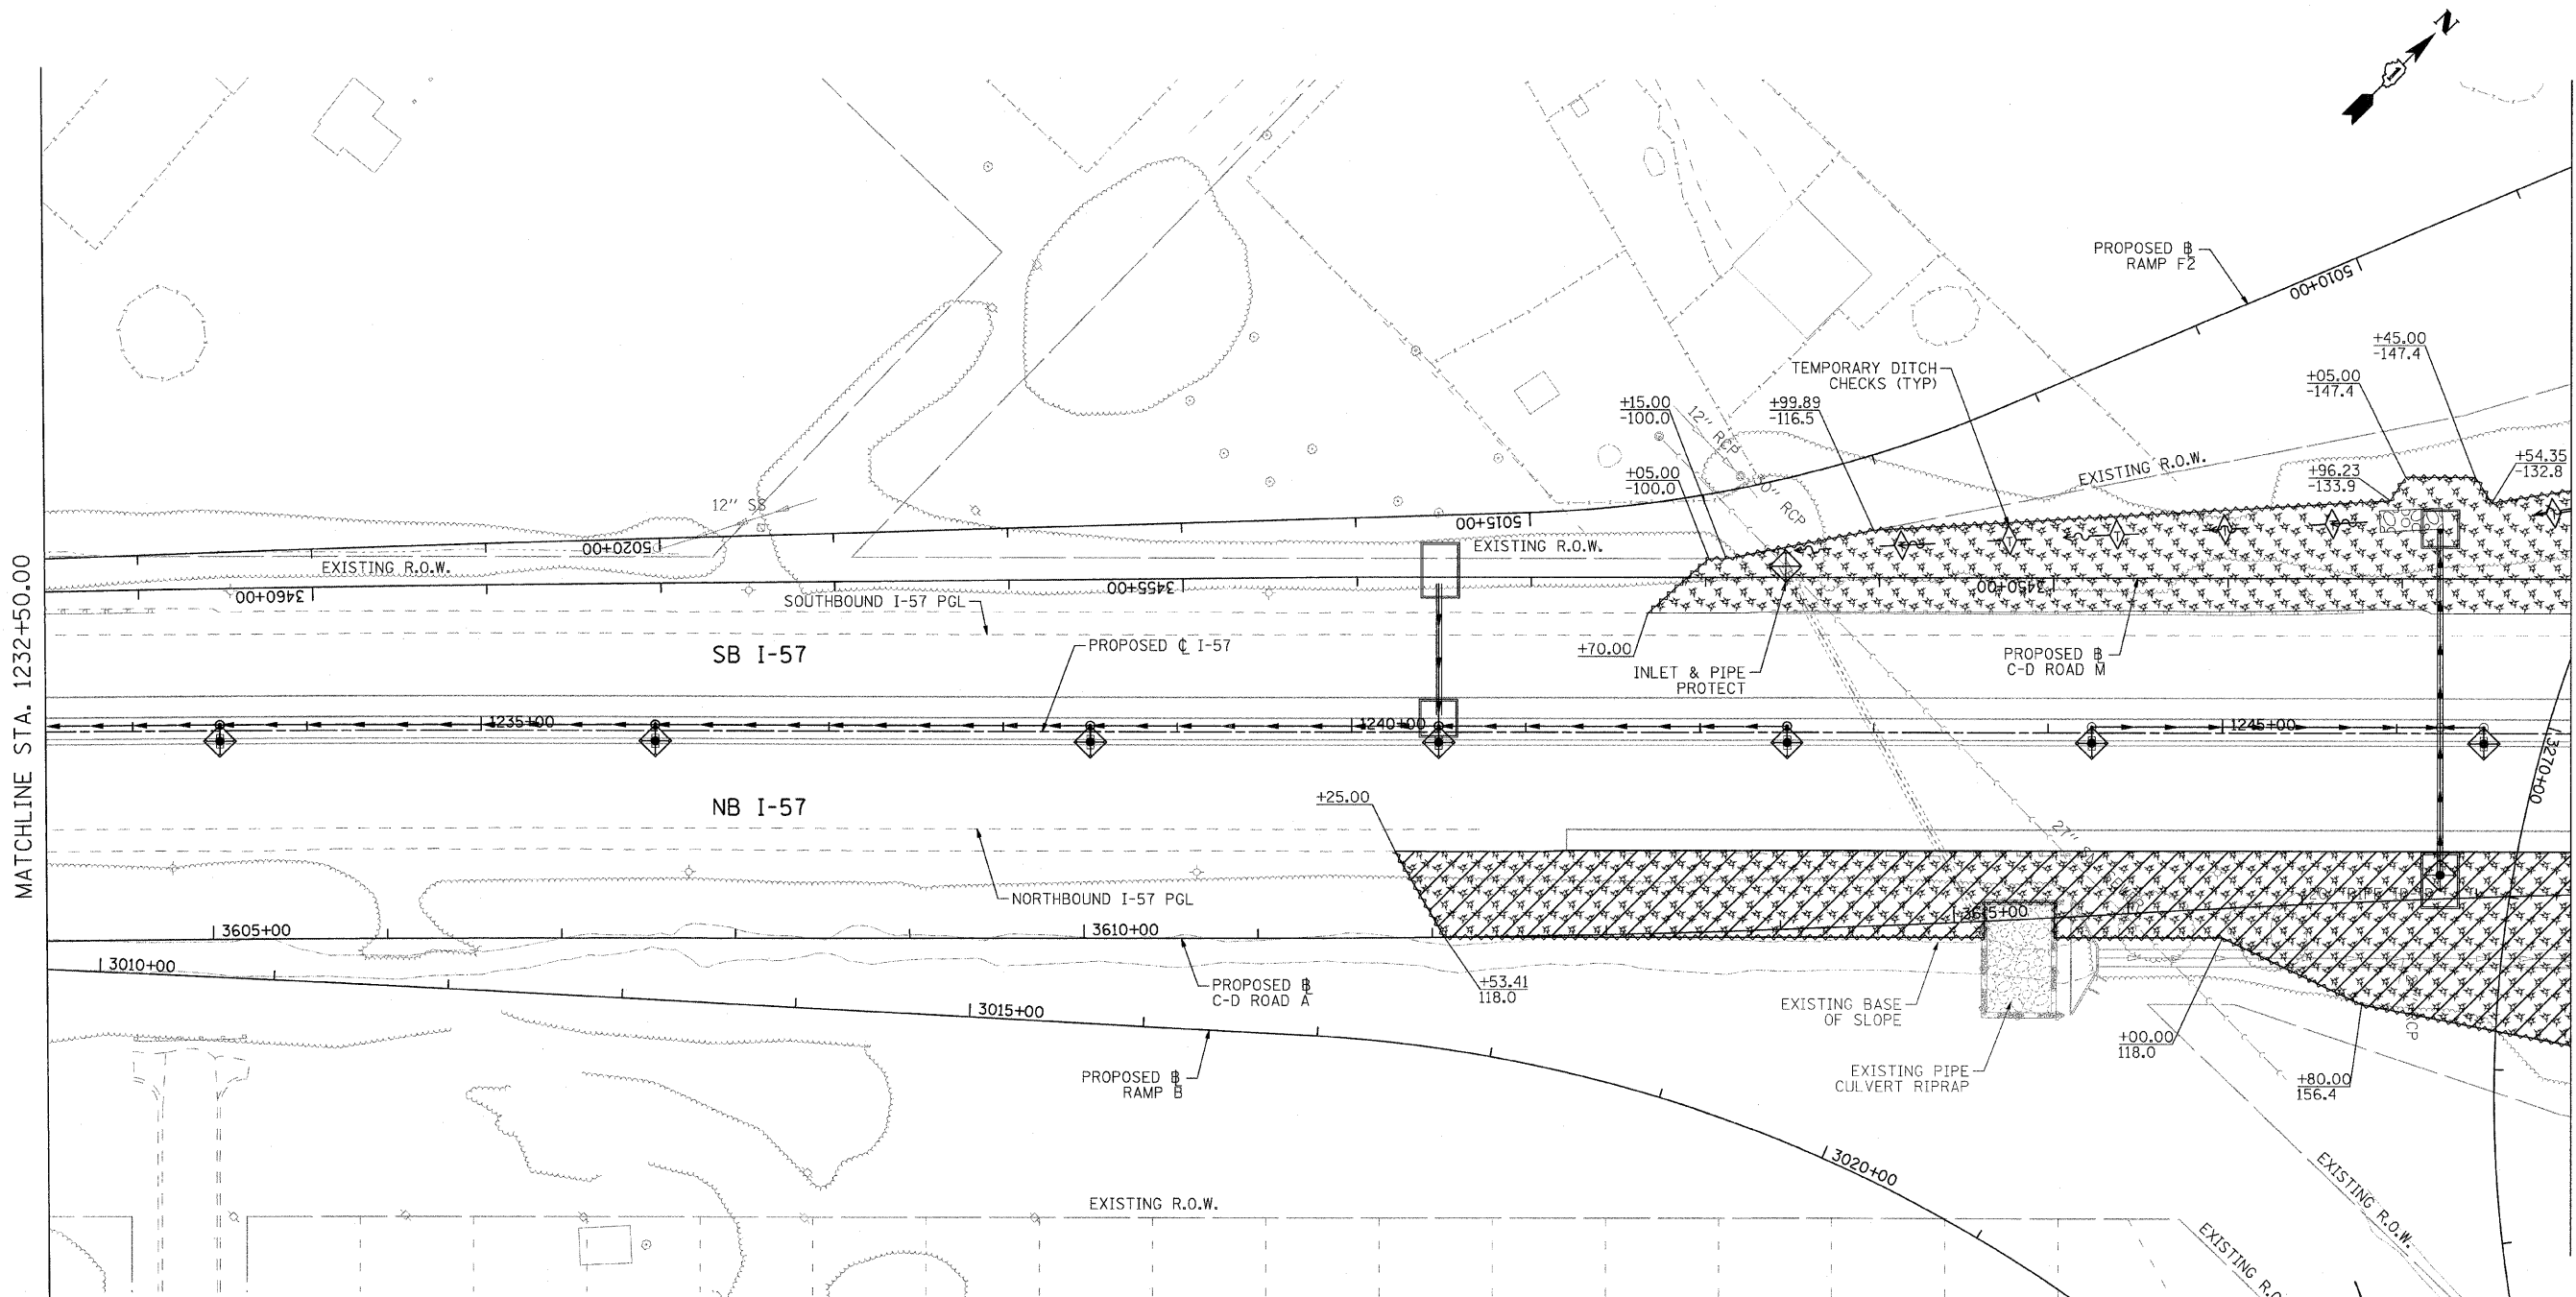 N
1
PROPOSED B
RAMP F2
5010+00
+45.00
-147.4
+05.00
-147.4
TEMPORARY DITCH
CHECKS (TYP)
+15.00
-100.0
+99.89
-116.5
12" RCP
+05.00
-100.0
EXISTING R.O.W.
+96.23
-133.9
+54.35
-132.8
RCP
12" SS
5020+00
5015+00
EXISTING R.O.W.
EXISTING R.O.W.
3460+00
3455+00
3450+00
SOUTHBOUND I-57 PGL
MATCHLINE STA. 1232+50.00
SB I-57
PROPOSED ℄ I-57
+70.00
INLET & PIPE
PROTECT
PROPOSED B
C-D ROAD M
1235+00
1240+00
1245+00
3270+00
NB I-57
+25.00
27"
NORTHBOUND I-57 PGL
3605+00
3610+00
3615+00
3010+00
3015+00
PROPOSED B
C-D ROAD A
+53.41
118.0
EXISTING BASE
OF SLOPE
RCP
+00.00
118.0
PROPOSED B
RAMP B
EXISTING PIPE
CULVERT RIPRAP
+80.00
156.4
3020+00
EXISTING R.O.W.
EXISTING R.O.W.
EXISTING R.O.